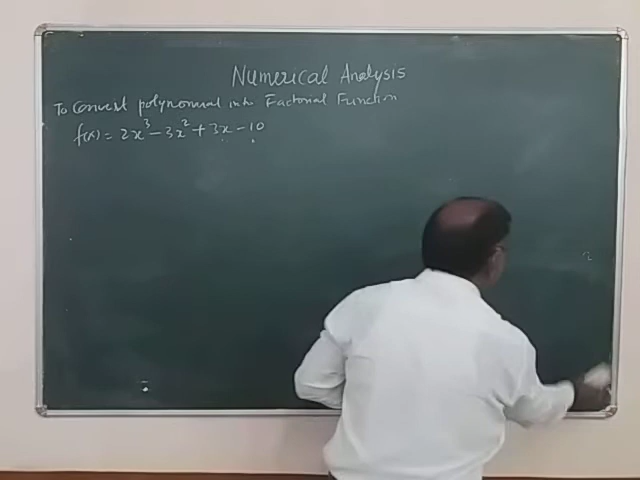 Numerical Analysis
To Convert polynomial into Factorial Function
f(x) = 2x³ - 3x² + 3x - 10